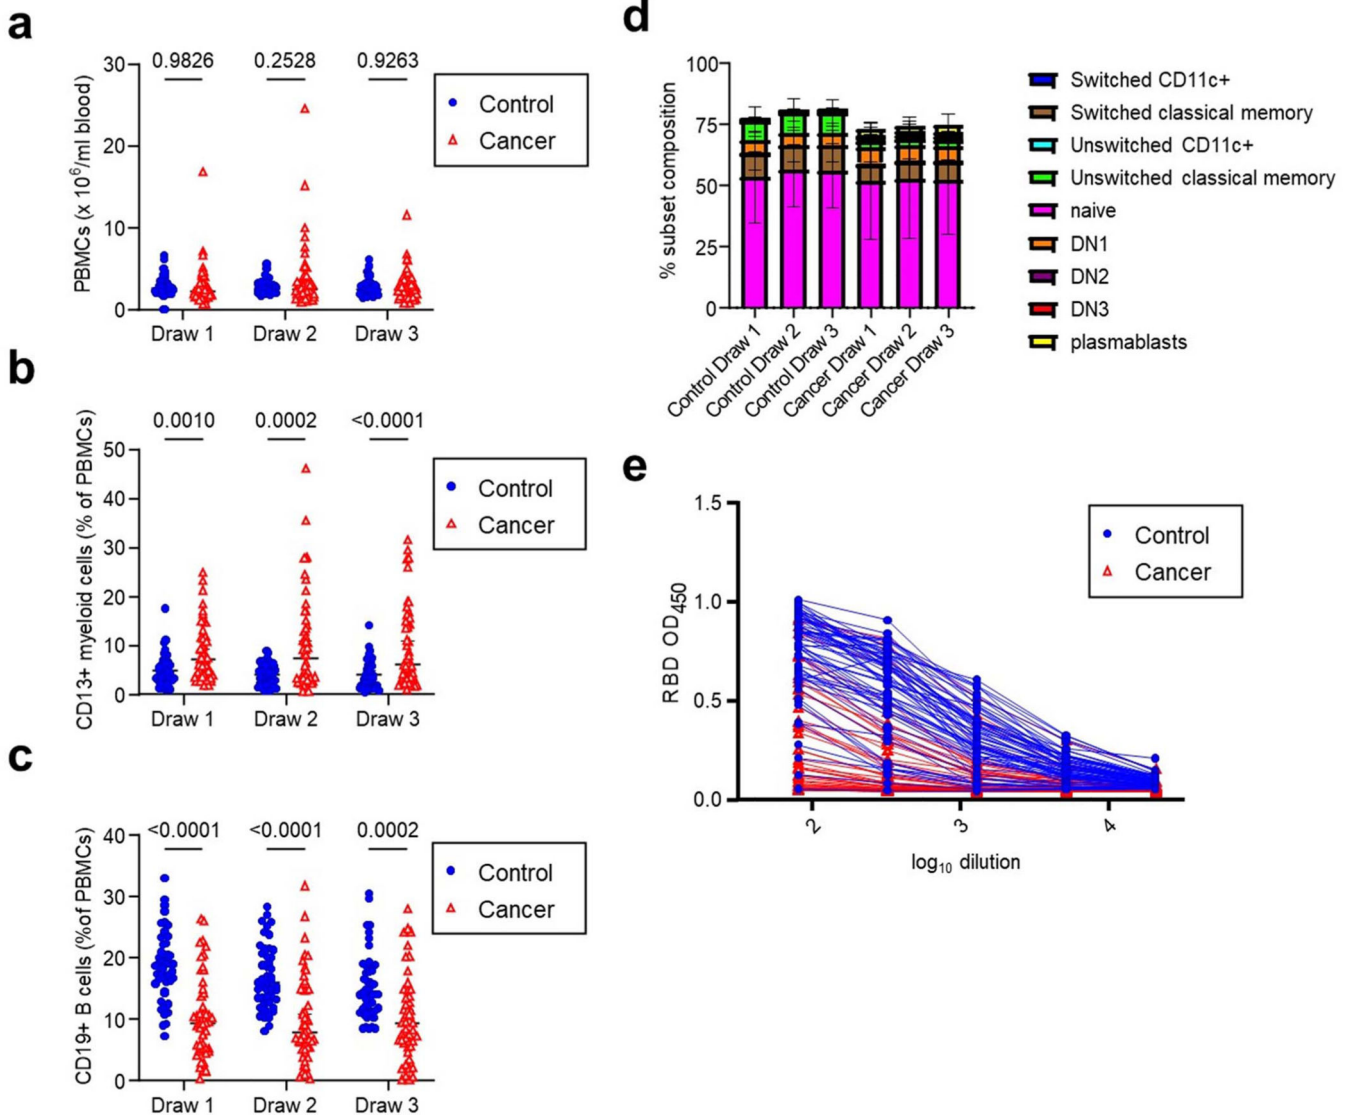 a
PBMCs (x 10⁶/ml blood)
30
20
10
0
0.9826 0.2528 0.9263
Control
Cancer
Draw 1 Draw 2 Draw 3
b
CD13+ myeloid cells (% of PBMCs)
50
40
30
20
10
0
0.0010 0.0002 <0.0001
Control
Cancer
Draw 1 Draw 2 Draw 3
c
CD19+ B cells (%of PBMCs)
40
30
20
10
0
<0.0001 <0.0001 0.0002
Control
Cancer
Draw 1 Draw 2 Draw 3
d
% subset composition
100
75
50
25
0
Control Draw 1
Control Draw 2
Control Draw 3
Cancer Draw 1
Cancer Draw 2
Cancer Draw 3
Switched CD11c+
Switched classical memory
Unswitched CD11c+
Unswitched classical memory
naive
DN1
DN2
DN3
plasmablasts
e
RBD OD₄₅₀
1.5
1.0
0.5
0.0
Control
Cancer
2 3 4
log₁₀ dilution